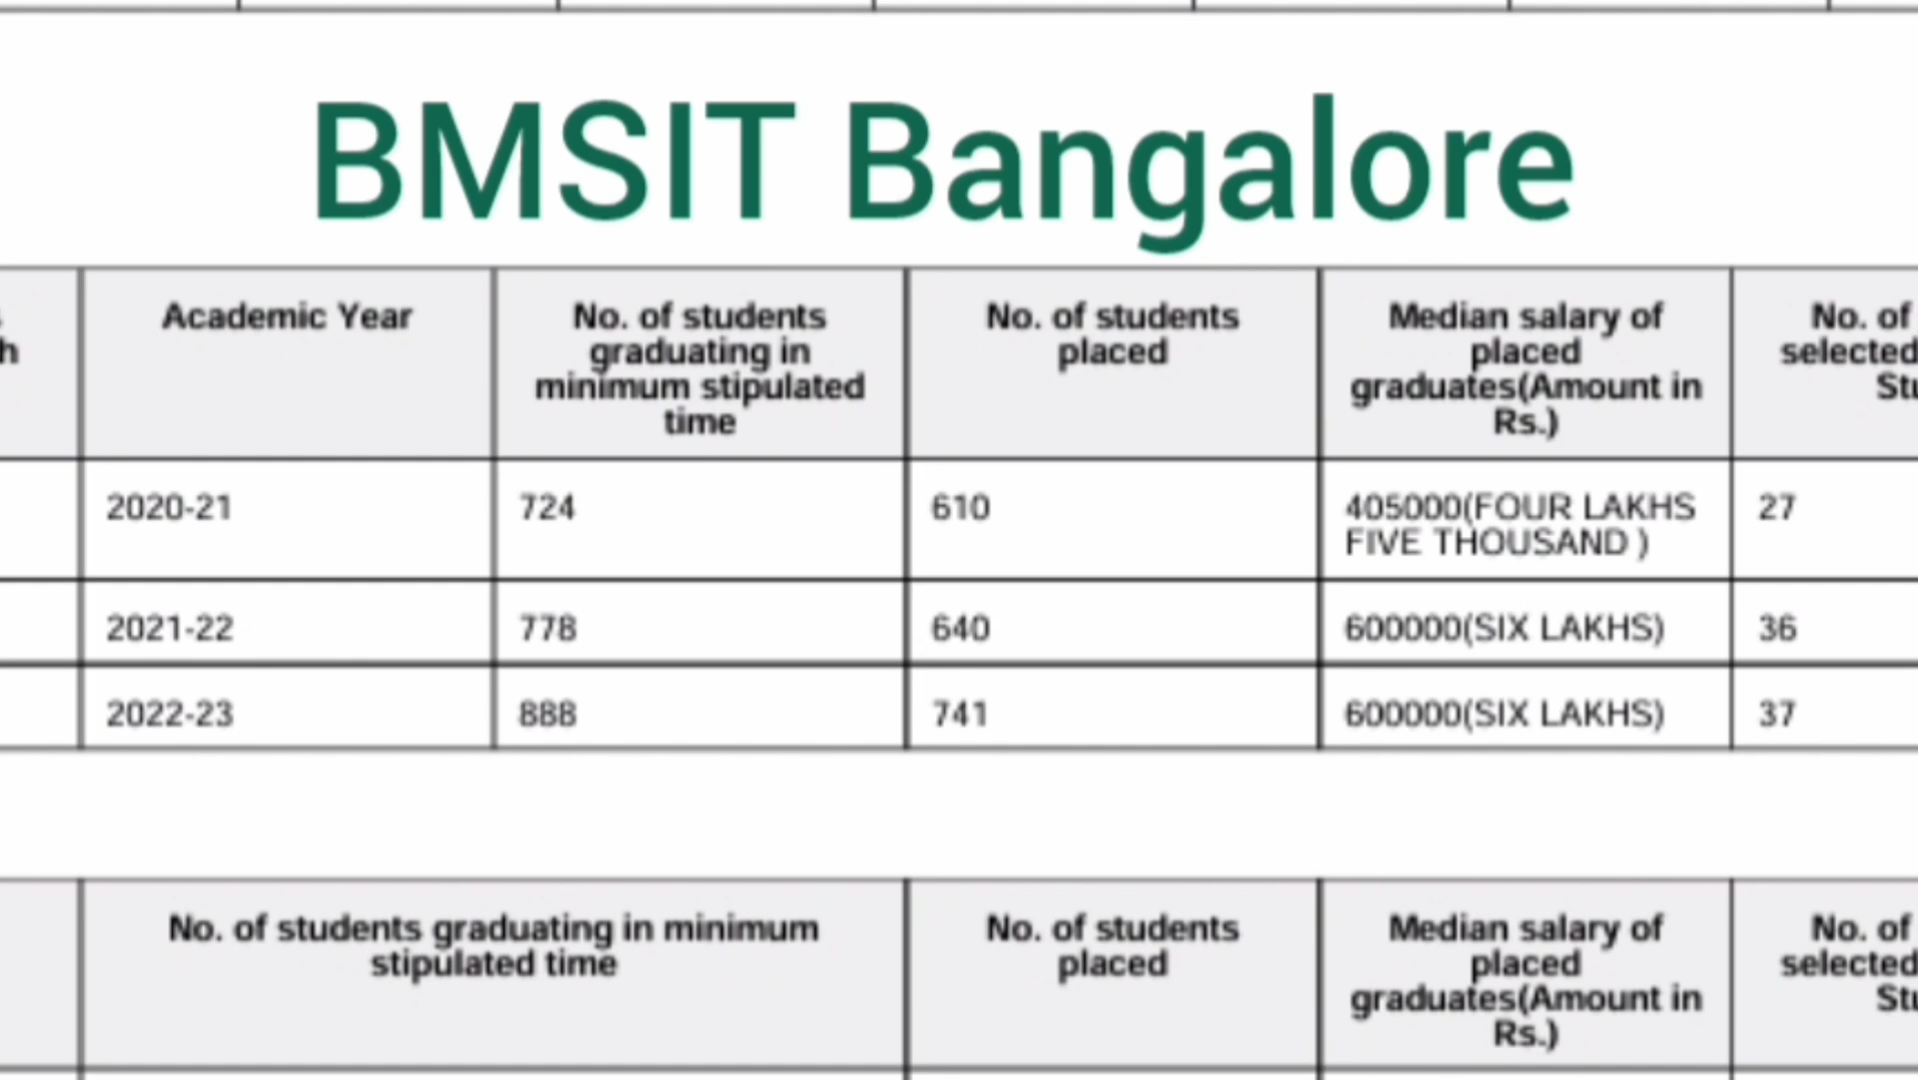 BMSIT Bangalore
Academic Year
No. of students
graduating in
minimum stipulated
time
No. of students
placed
Median salary of
placed
graduates(Amount in
Rs.)
No. of
selected
2020-21
724
610
405000(FOUR LAKHS
FIVE THOUSAND )
27
2021-22
778
640
600000(SIX LAKHS)
36
2022-23
888
741
600000(SIX LAKHS)
37
No. of students graduating in minimum
stipulated time
No. of students
placed
Median salary of
placed
graduates(Amount in
Rs.)
No. of
selected